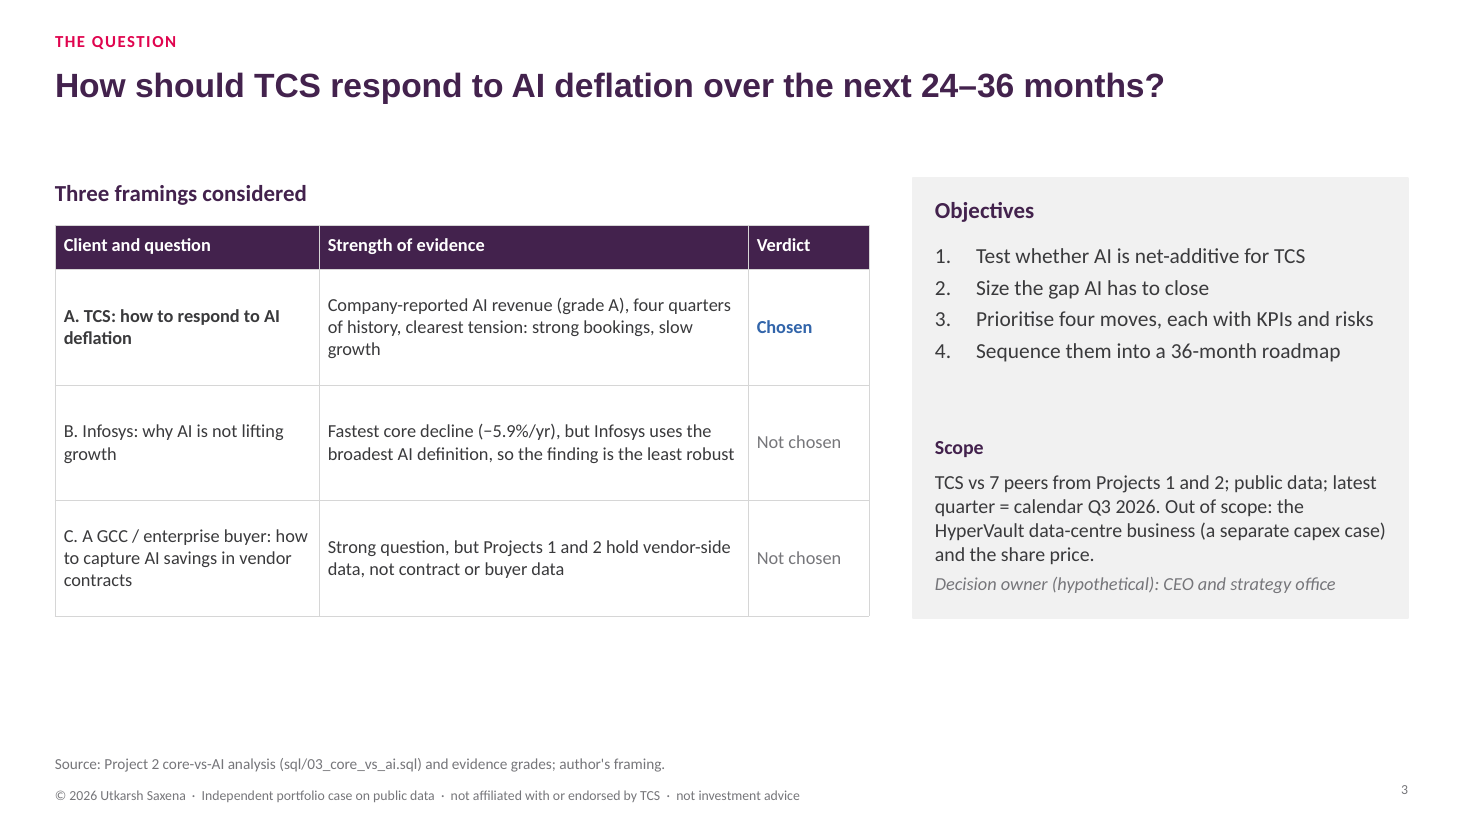 THE QUESTION
How should TCS respond to AI deflation over the next 24–36 months?
Three framings considered
Client and question
Strength of evidence
Verdict
A. TCS: how to respond to AI
deflation
Company-reported AI revenue (grade A), four quarters
of history, clearest tension: strong bookings, slow
growth
Chosen
B. Infosys: why AI is not lifting
growth
Fastest core decline (−5.9%/yr), but Infosys uses the
broadest AI definition, so the finding is the least robust
Not chosen
C. A GCC / enterprise buyer: how
to capture AI savings in vendor
contracts
Strong question, but Projects 1 and 2 hold vendor-side
data, not contract or buyer data
Not chosen
Objectives
1. Test whether AI is net-additive for TCS
2. Size the gap AI has to close
3. Prioritise four moves, each with KPIs and risks
4. Sequence them into a 36-month roadmap
Scope
TCS vs 7 peers from Projects 1 and 2; public data; latest
quarter = calendar Q3 2026. Out of scope: the
HyperVault data-centre business (a separate capex case)
and the share price.
Decision owner (hypothetical): CEO and strategy office
Source: Project 2 core-vs-AI analysis (sql/03_core_vs_ai.sql) and evidence grades; author's framing.
© 2026 Utkarsh Saxena · Independent portfolio case on public data · not affiliated with or endorsed by TCS · not investment advice
3